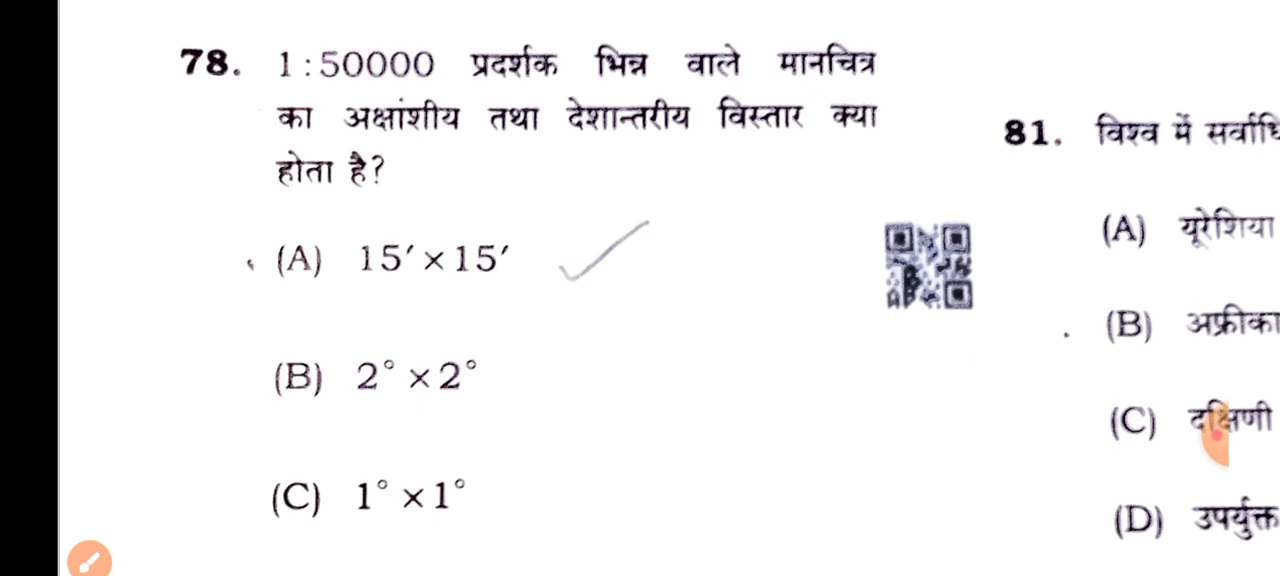 78. 1:50000 प्रदर्शक भिन्न वाले मानचित्र
का अक्षांशीय तथा देशान्तरीय विस्तार क्या
होता है?
(A) 15′×15′
(B) 2°×2°
(C) 1°×1°
81. विश्व में सर्वाधि
(A) यूरेशिया
(B) अफ्रीका
(C) दक्षिणी
(D) उपर्युक्त